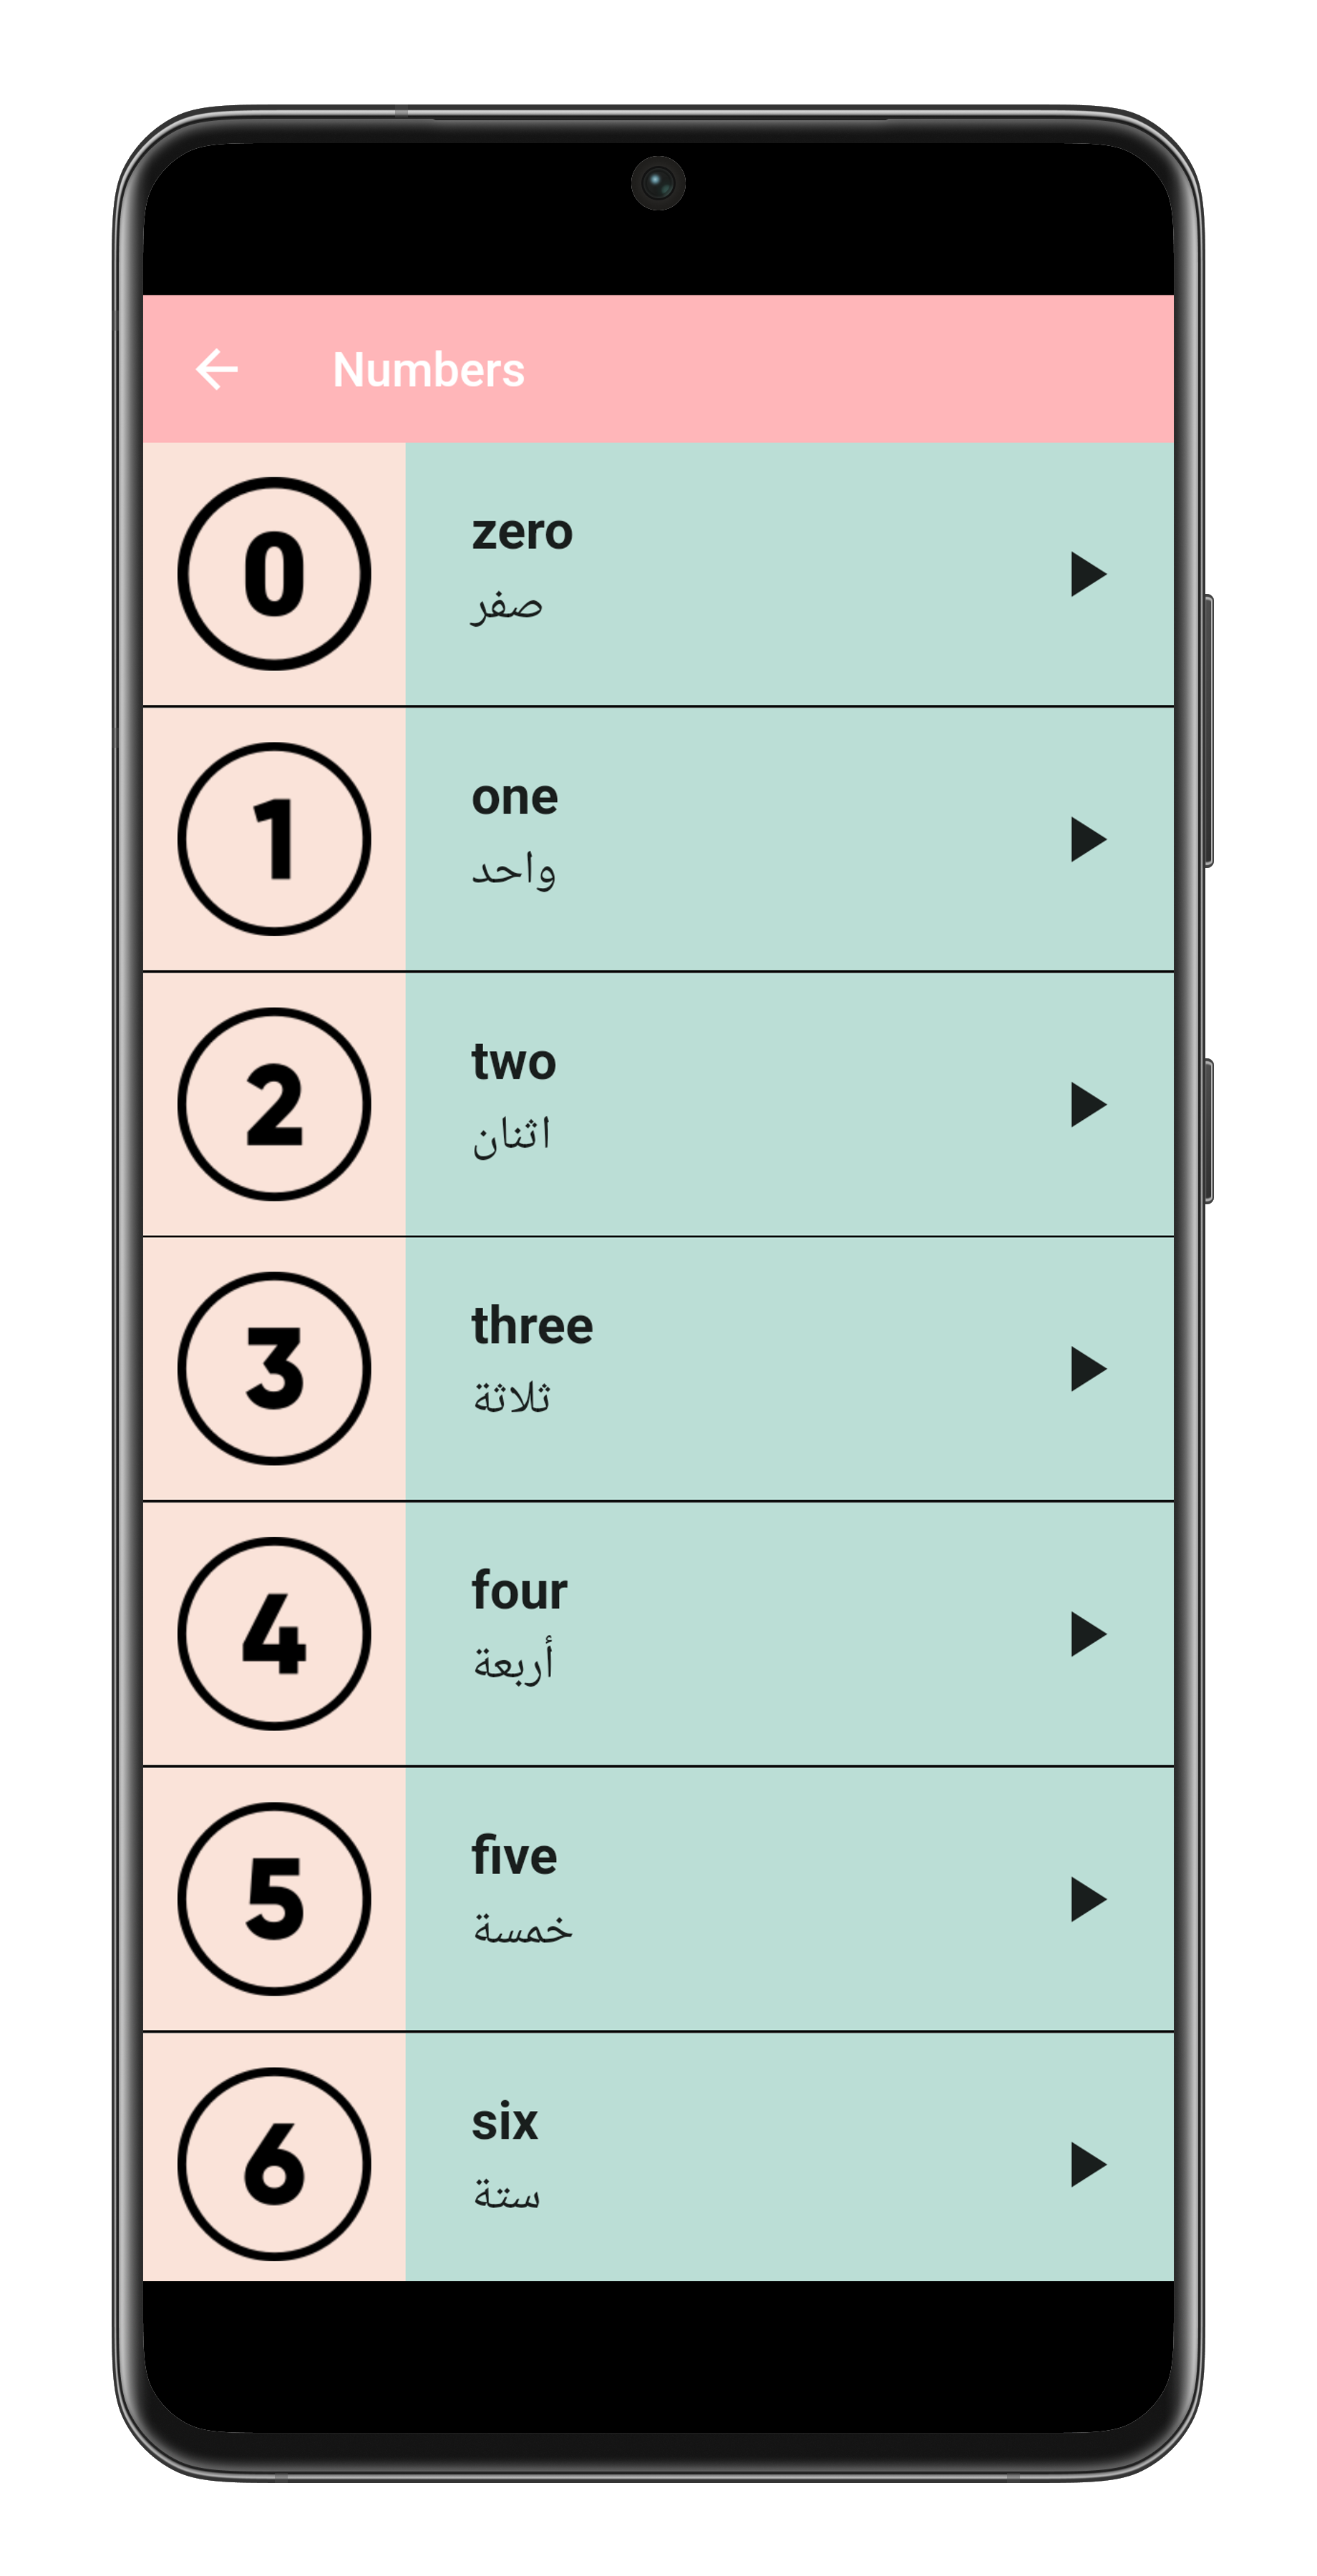 Numbers
0
zero
صفر
1
one
واحد
2
two
اثنان
3
three
ثلاثة
4
four
أربعة
5
five
خمسة
6
six
ستة